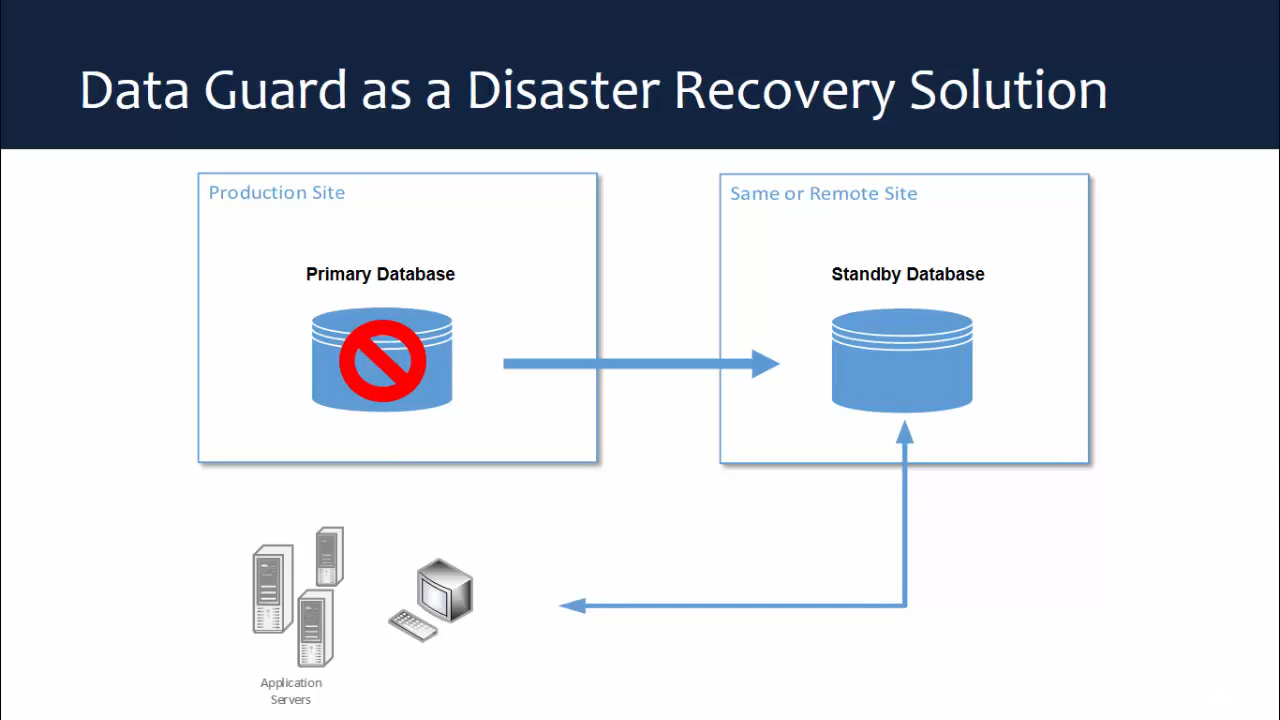 Data Guard as a Disaster Recovery Solution
Production Site
Same or Remote Site
Primary Database
Standby Database
Application
Servers